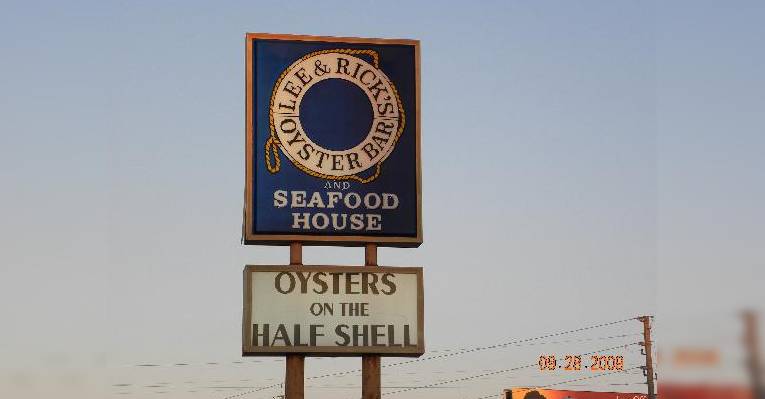 LEE & RICK'S
OYSTER BAR
AND
SEAFOOD
HOUSE
OYSTERS
ON THE
HALF SHELL
09 28 2009